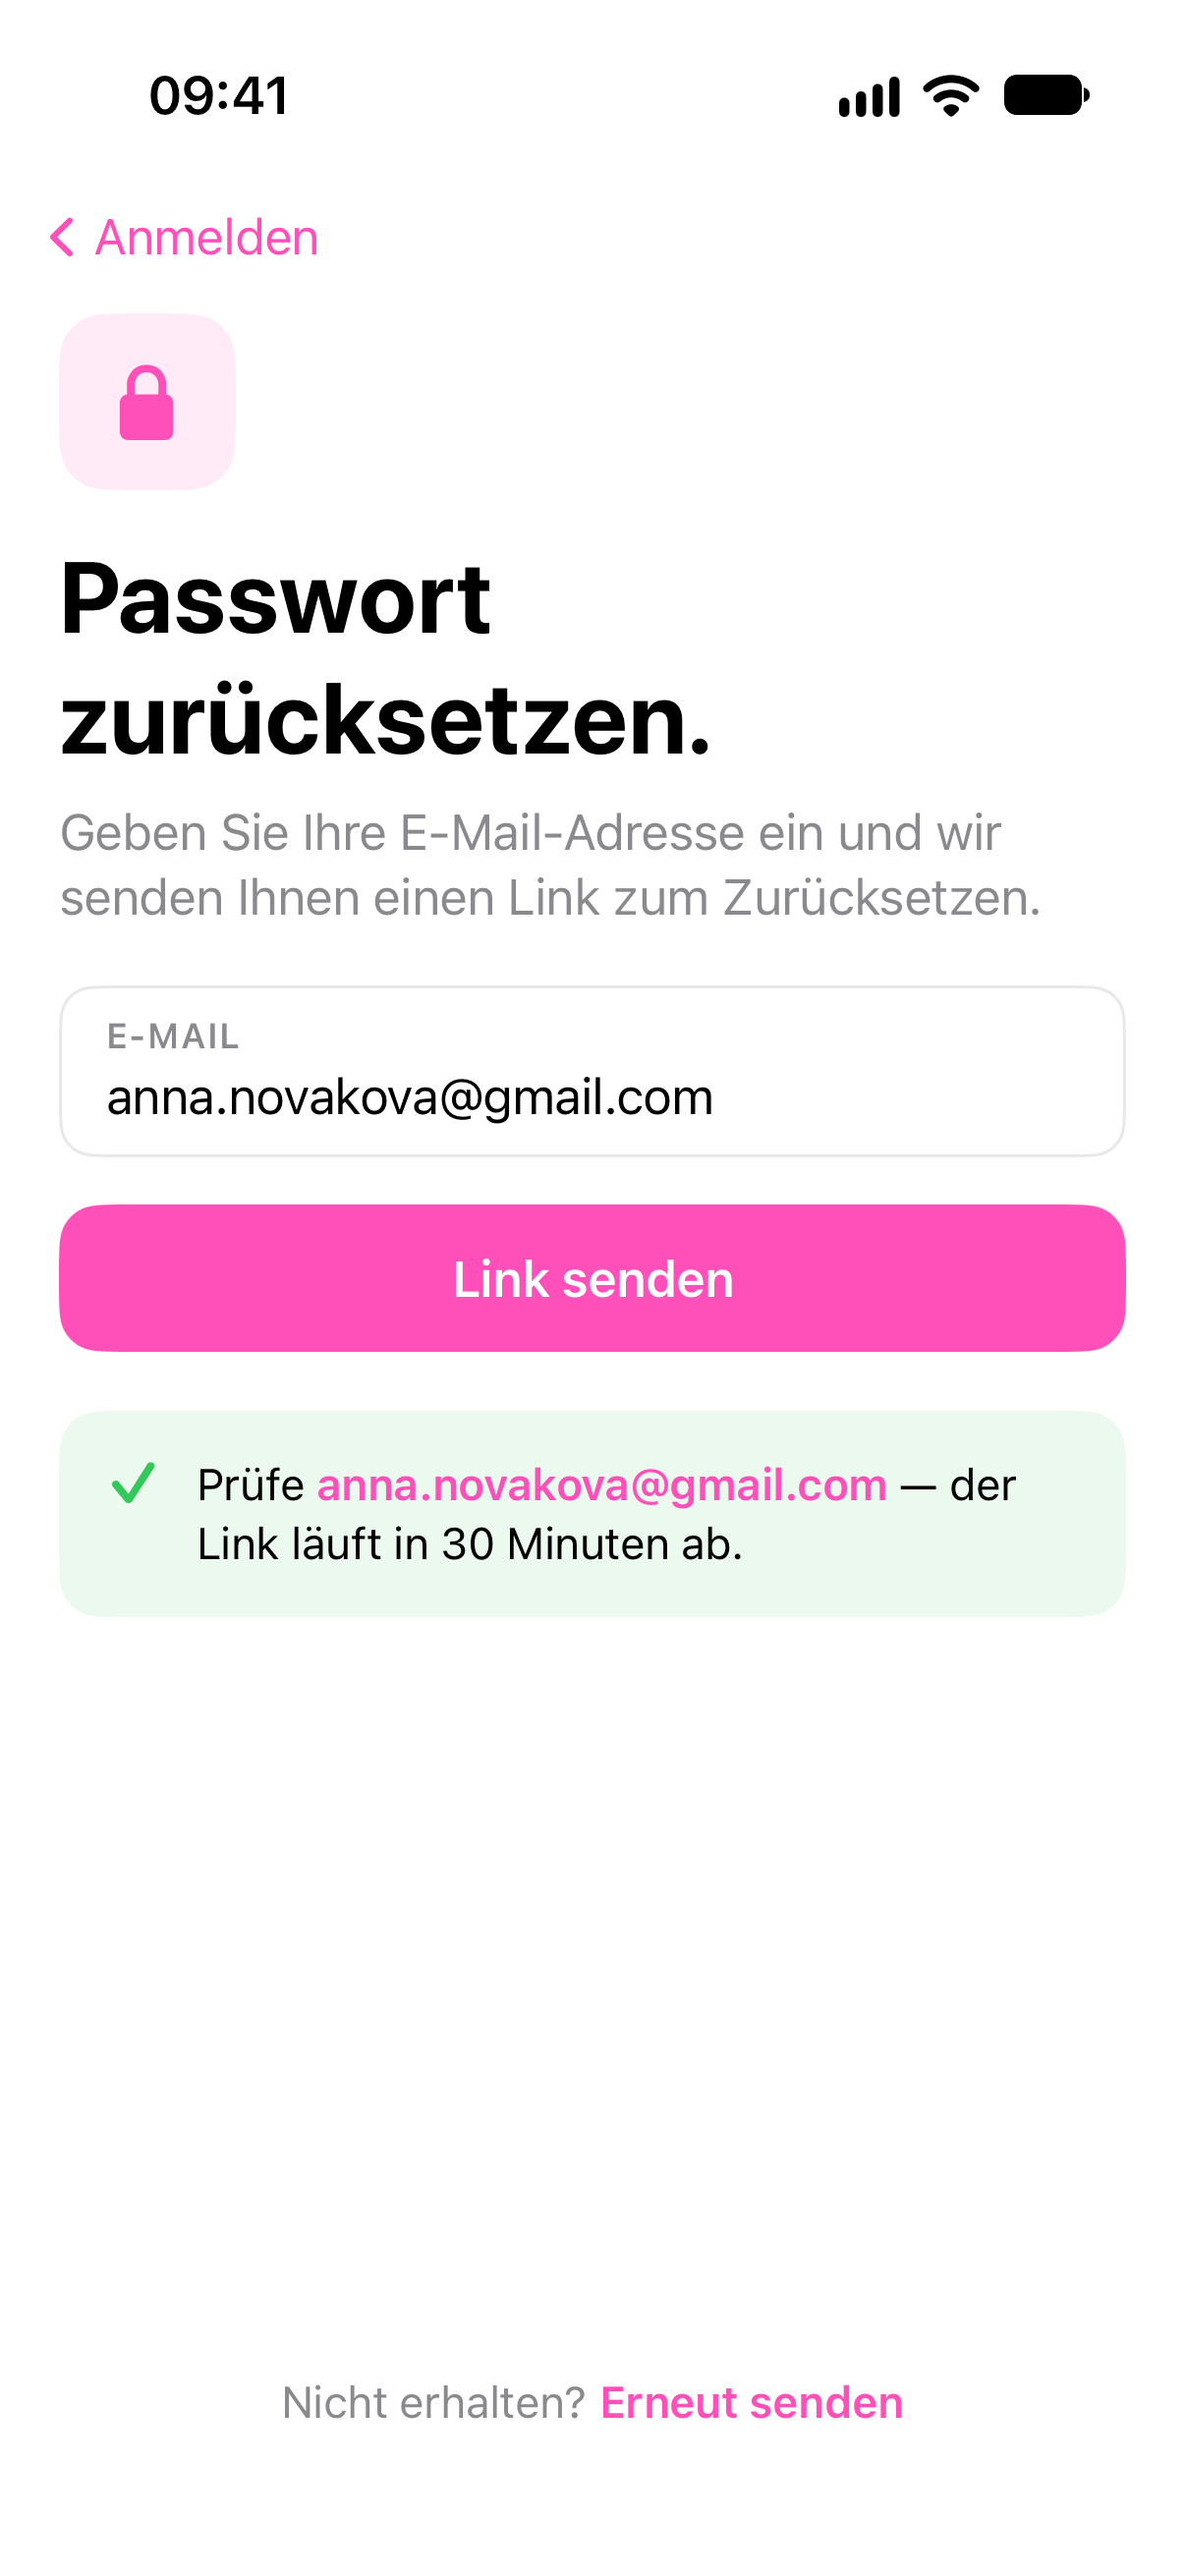 09:41
Anmelden
Passwort
zurücksetzen.
Geben Sie Ihre E-Mail-Adresse ein und wir
senden Ihnen einen Link zum Zurücksetzen.
E-MAIL
anna.novakova@gmail.com
Link senden
Prüfe anna.novakova@gmail.com — der
Link läuft in 30 Minuten ab.
Nicht erhalten? Erneut senden